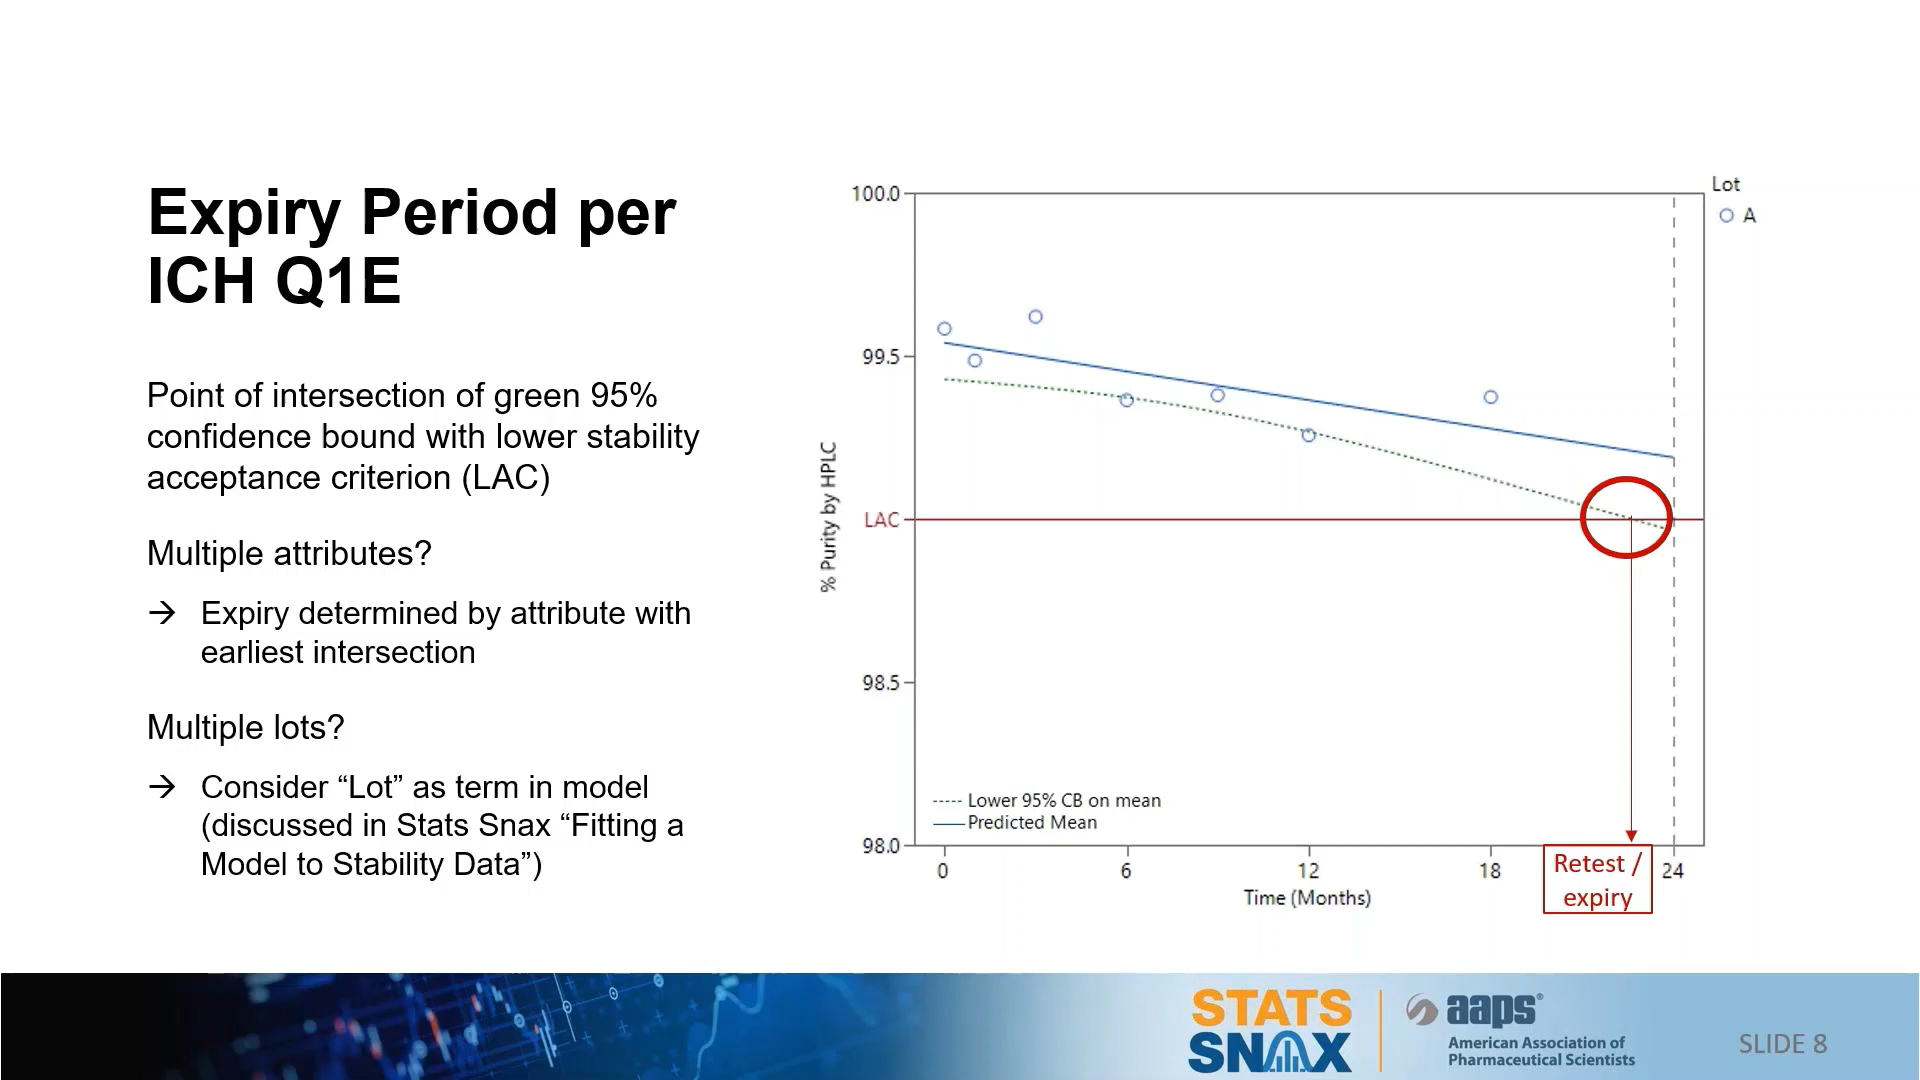 Expiry Period per
ICH Q1E
Point of intersection of green 95%
confidence bound with lower stability
acceptance criterion (LAC)
Multiple attributes?
→ Expiry determined by attribute with
earliest intersection
Multiple lots?
→ Consider “Lot” as term in model
(discussed in Stats Snax “Fitting a
Model to Stability Data”)
Lot
A
100.0
99.5
LAC
98.5
98.0
% Purity by HPLC
Lower 95% CB on mean
Predicted Mean
0 6 12 18 24
Retest /
expiry
Time (Months)
STATS
SNAX
aaps®
American Association of
Pharmaceutical Scientists
SLIDE 8